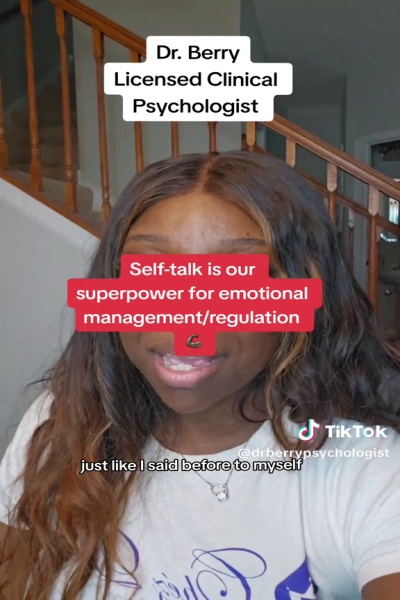 Dr. Berry
Licensed Clinical
Psychologist
Self-talk is our
superpower for emotional
management/regulation
TikTok
@drberrypsychologist
just like I said before to myself